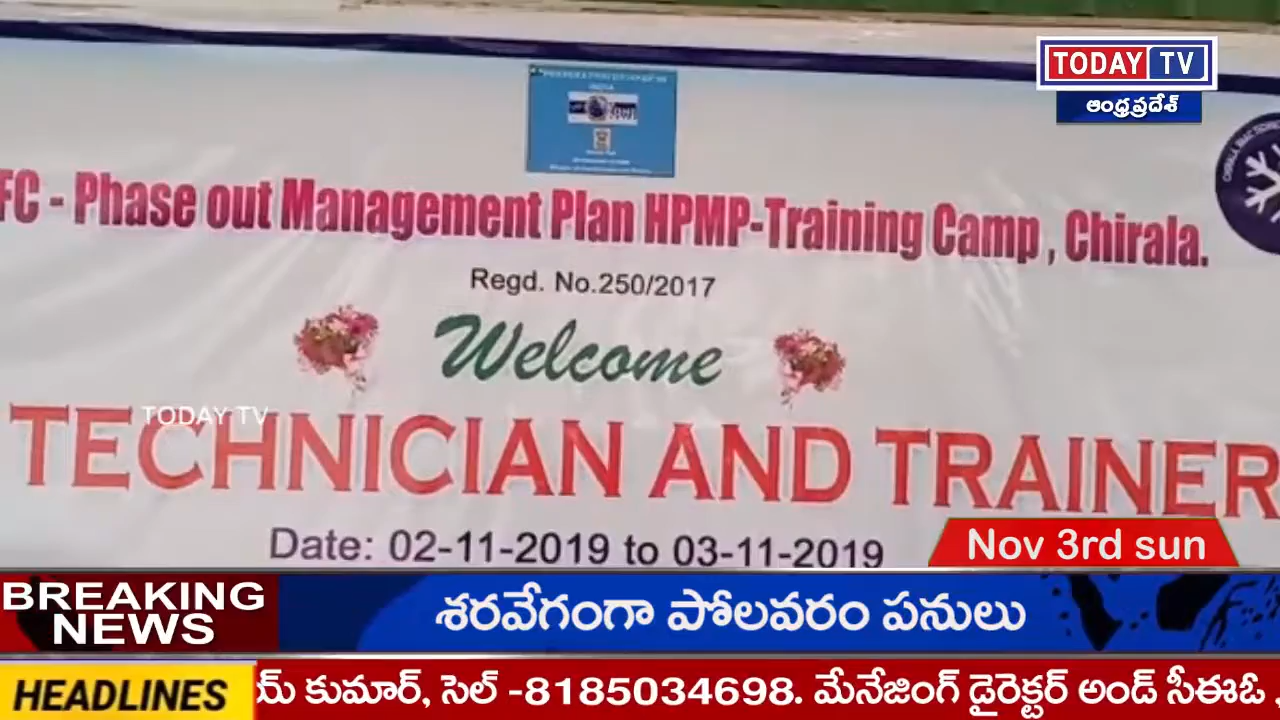 TODAY TV
ఆంధ్రప్రదేశ్
INDIA
FC - Phase out Management Plan HPMP-Training Camp , Chirala.
Regd. No.250/2017
Welcome
TODAY TV
TECHNICIAN AND TRAINER
Date: 02-11-2019 to 03-11-2019
Nov 3rd sun
BREAKING NEWS
శరవేగంగా పోలవరం పనులు
HEADLINES
య్ కుమార్, సెల్ -8185034698. మేనేజింగ్ డైరెక్టర్ అండ్ సీఈఓ